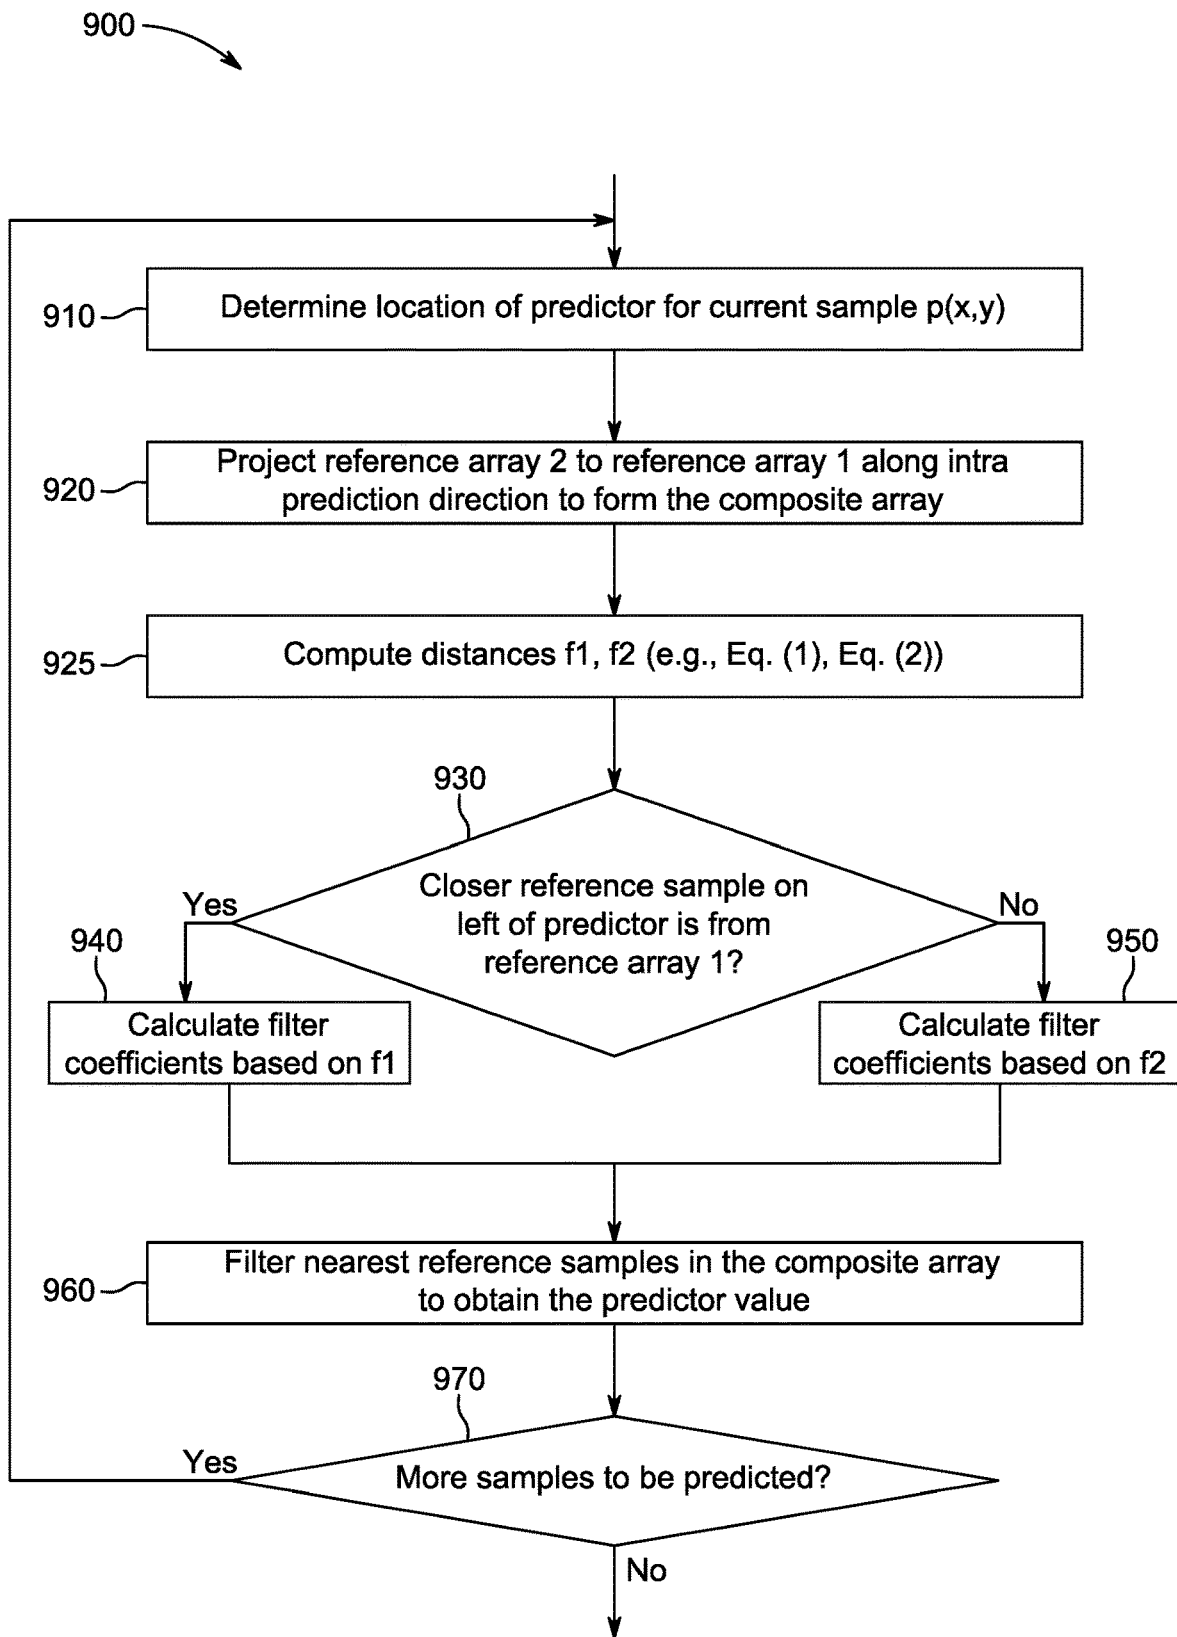 900
910
Determine location of predictor for current sample p(x,y)
920
Project reference array 2 to reference array 1 along intra
prediction direction to form the composite array
925
Compute distances f1, f2 (e.g., Eq. (1), Eq. (2))
930
Closer reference sample on
left of predictor is from
reference array 1?
Yes
No
940
Calculate filter
coefficients based on f1
950
Calculate filter
coefficients based on f2
960
Filter nearest reference samples in the composite array
to obtain the predictor value
970
More samples to be predicted?
Yes
No